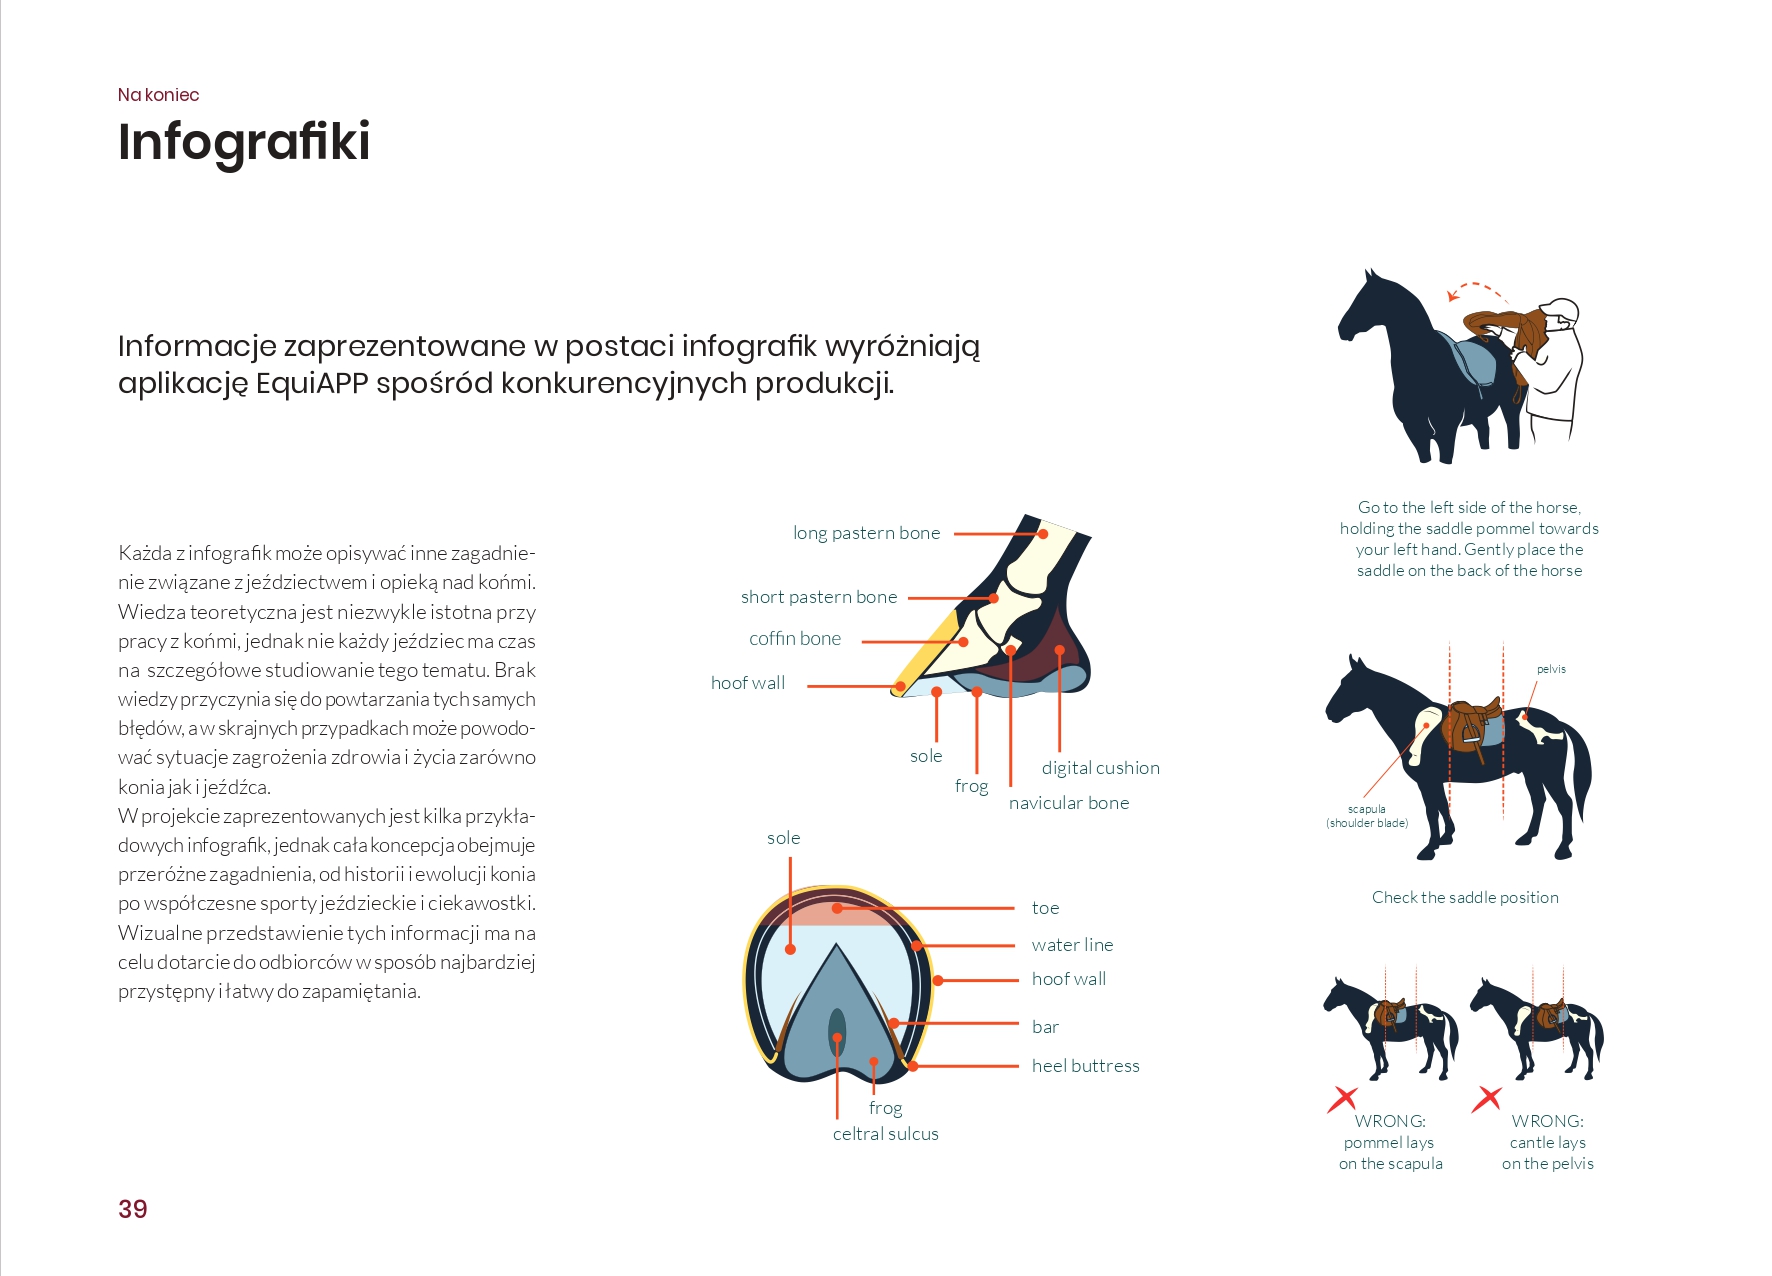 Na koniec
Infografiki
Informacje zaprezentowane w postaci infografik wyróżniają
aplikację EquiAPP spośród konkurencyjnych produkcji.
Każda z infografik może opisywać inne zagadnie-
nie związane z jeździectwem i opieką nad końmi.
Wiedza teoretyczna jest niezwykle istotna przy
pracy z końmi, jednak nie każdy jeździec ma czas
na szczegółowe studiowanie tego tematu. Brak
wiedzy przyczynia się do powtarzania tych samych
błędów, a w skrajnych przypadkach może powodo-
wać sytuacje zagrożenia zdrowia i życia zarówno
konia jak i jeźdźca.
W projekcie zaprezentowanych jest kilka przykła-
dowych infografik, jednak cała koncepcja obejmuje
przeróżne zagadnienia, od historii i ewolucji konia
po współczesne sporty jeździeckie i ciekawostki.
Wizualne przedstawienie tych informacji ma na
celu dotarcie do odbiorców w sposób najbardziej
przystępny i łatwy do zapamiętania.
long pastern bone
short pastern bone
coffin bone
hoof wall
sole
frog
digital cushion
navicular bone
sole
toe
water line
hoof wall
bar
heel buttress
frog
celtral sulcus
Go to the left side of the horse,
holding the saddle pommel towards
your left hand. Gently place the
saddle on the back of the horse
pelvis
scapula
(shoulder blade)
Check the saddle position
WRONG:
pommel lays
on the scapula
WRONG:
cantle lays
on the pelvis
39